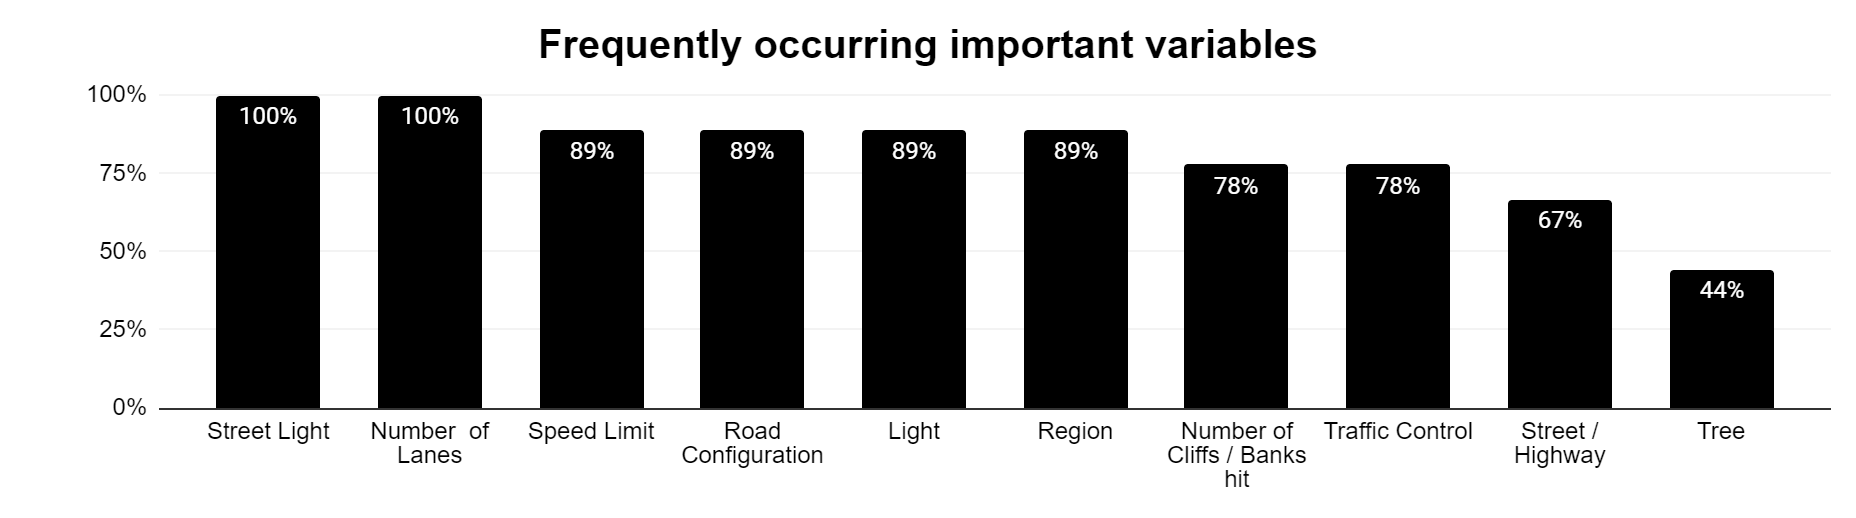 Frequently occurring important variables
100%
75%
50%
25%
0%
100%
100%
89%
89%
89%
89%
78%
78%
67%
44%
Street Light
Number  of
Lanes
Speed Limit
Road
Configuration
Light
Region
Number of
Cliffs / Banks
hit
Traffic Control
Street /
Highway
Tree